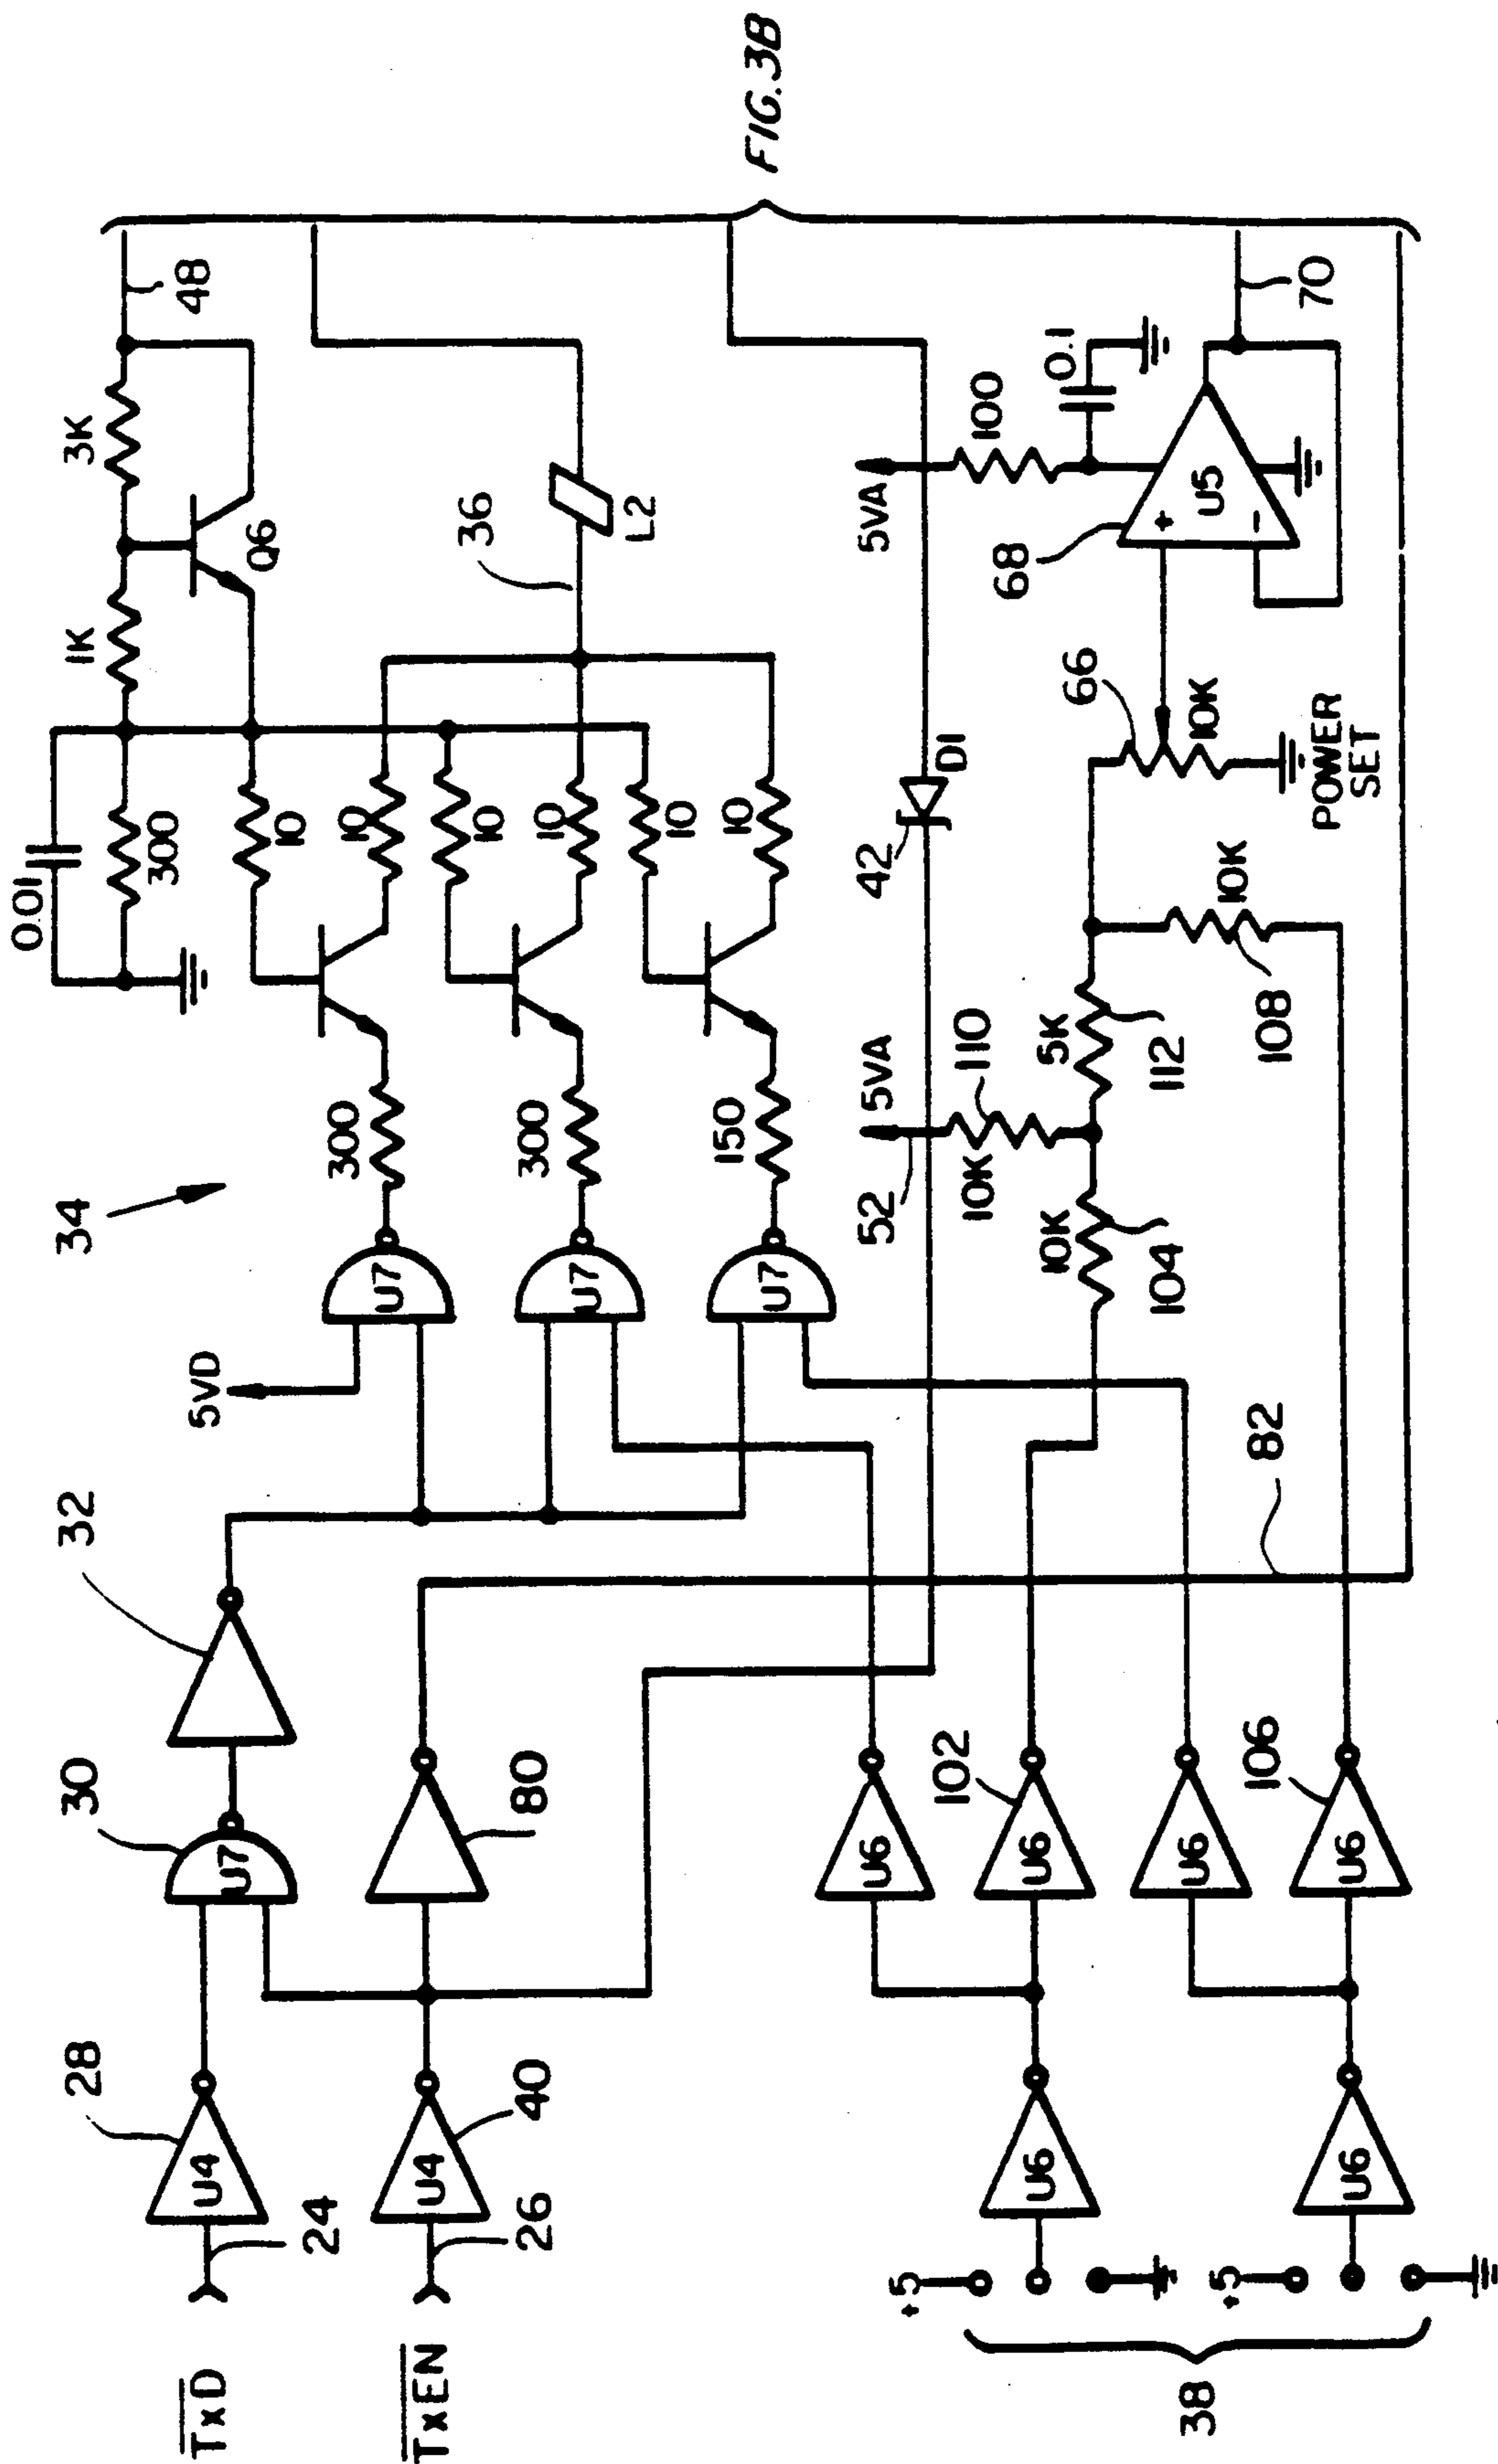 FIG. 3B
48
3K
Q6
1K
0.01
300
10
10
10
10
10
10
36
L2
34
300
300
150
U7
U7
U7
5VD
32
30
U7
28
U4
24
T̅x̅D̅
80
40
U4
26
T̅x̅E̅N̅
42
D1
5VA
100
0.1
68
+
-
U5
70
66
10K
POWER
SET
5VA
52
110
10K
5K
112
10K
108
10K
104
82
U6
102
U6
U6
106
U6
U6
U6
+5
+5
38